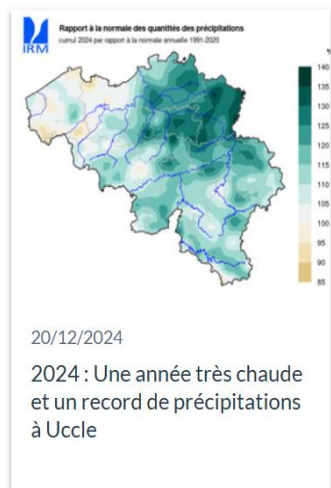 Rapport à la normale des quantités des précipitations
cumul 2024 par rapport à la normale annuelle 1991-2020
IRM
%
140
135
130
125
120
115
110
105
100
95
90
85
20/12/2024
2024 : Une année très chaude
et un record de précipitations
à Uccle